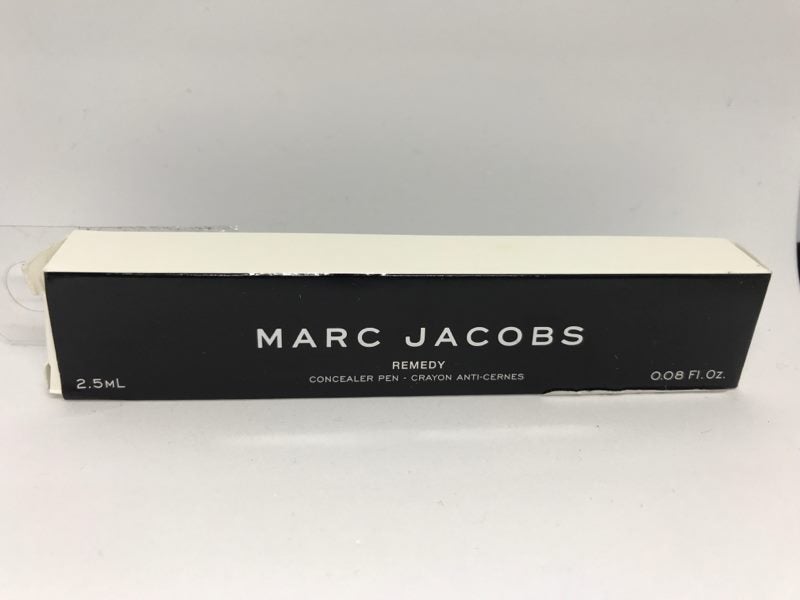 MARC JACOBS
REMEDY
CONCEALER PEN - CRAYON ANTI-CERNES
2.5ML
0.08 Fl. Oz.